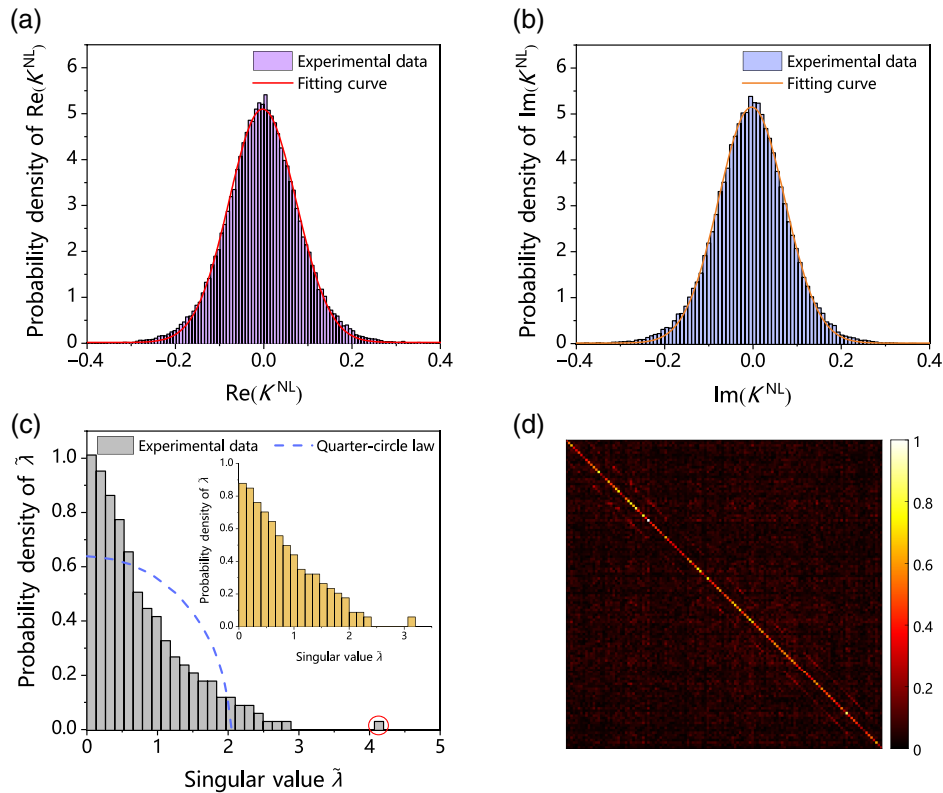 (a)
Probability density of Re(K^NL)
6
5
4
3
2
1
0
Experimental data
Fitting curve
−0.4 −0.2 0.0 0.2 0.4
Re(K^NL)
(b)
Probability density of Im(K^NL)
6
5
4
3
2
1
0
Experimental data
Fitting curve
−0.4 −0.2 0.0 0.2 0.4
Im(K^NL)
(c)
Probability density of λ̃
1.0
0.8
0.6
0.4
0.2
0.0
Experimental data
Quarter-circle law
0 1 2 3 4 5
Singular value λ̃
Probability density of λ̃
1.0
0.8
0.6
0.4
0.2
0.0
0 1 2 3
Singular value λ̃
(d)
1
0.8
0.6
0.4
0.2
0